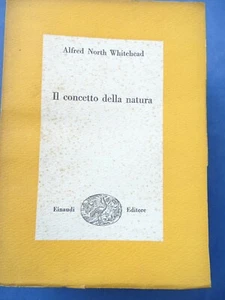 Alfred North Whitehead
Il concetto della natura
Einaudi Editore